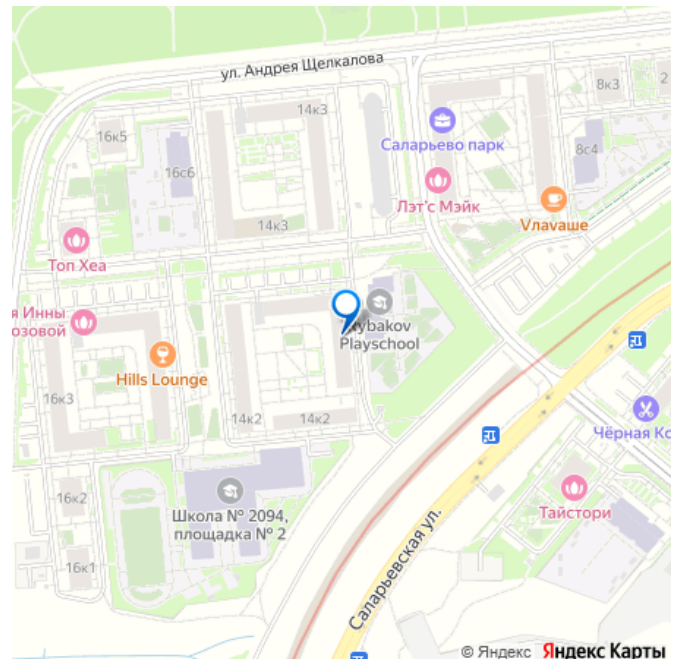 ул. Андрея Щелкалова
8к3
2
14к3
16к5
16с6
Саларьево парк
8с4
Лэт'с Мэйк
Vлаvаше
14к3
Топ Хеа
я Инны
озовой
Rybakov
Playschool
Hills Lounge
16к3
14к2
14к2
Чёрная Ко
16к2
Школа № 2094,
площадка № 2
Тайстори
16к1
Саларьевская ул.
© Яндекс Яндекс Карты